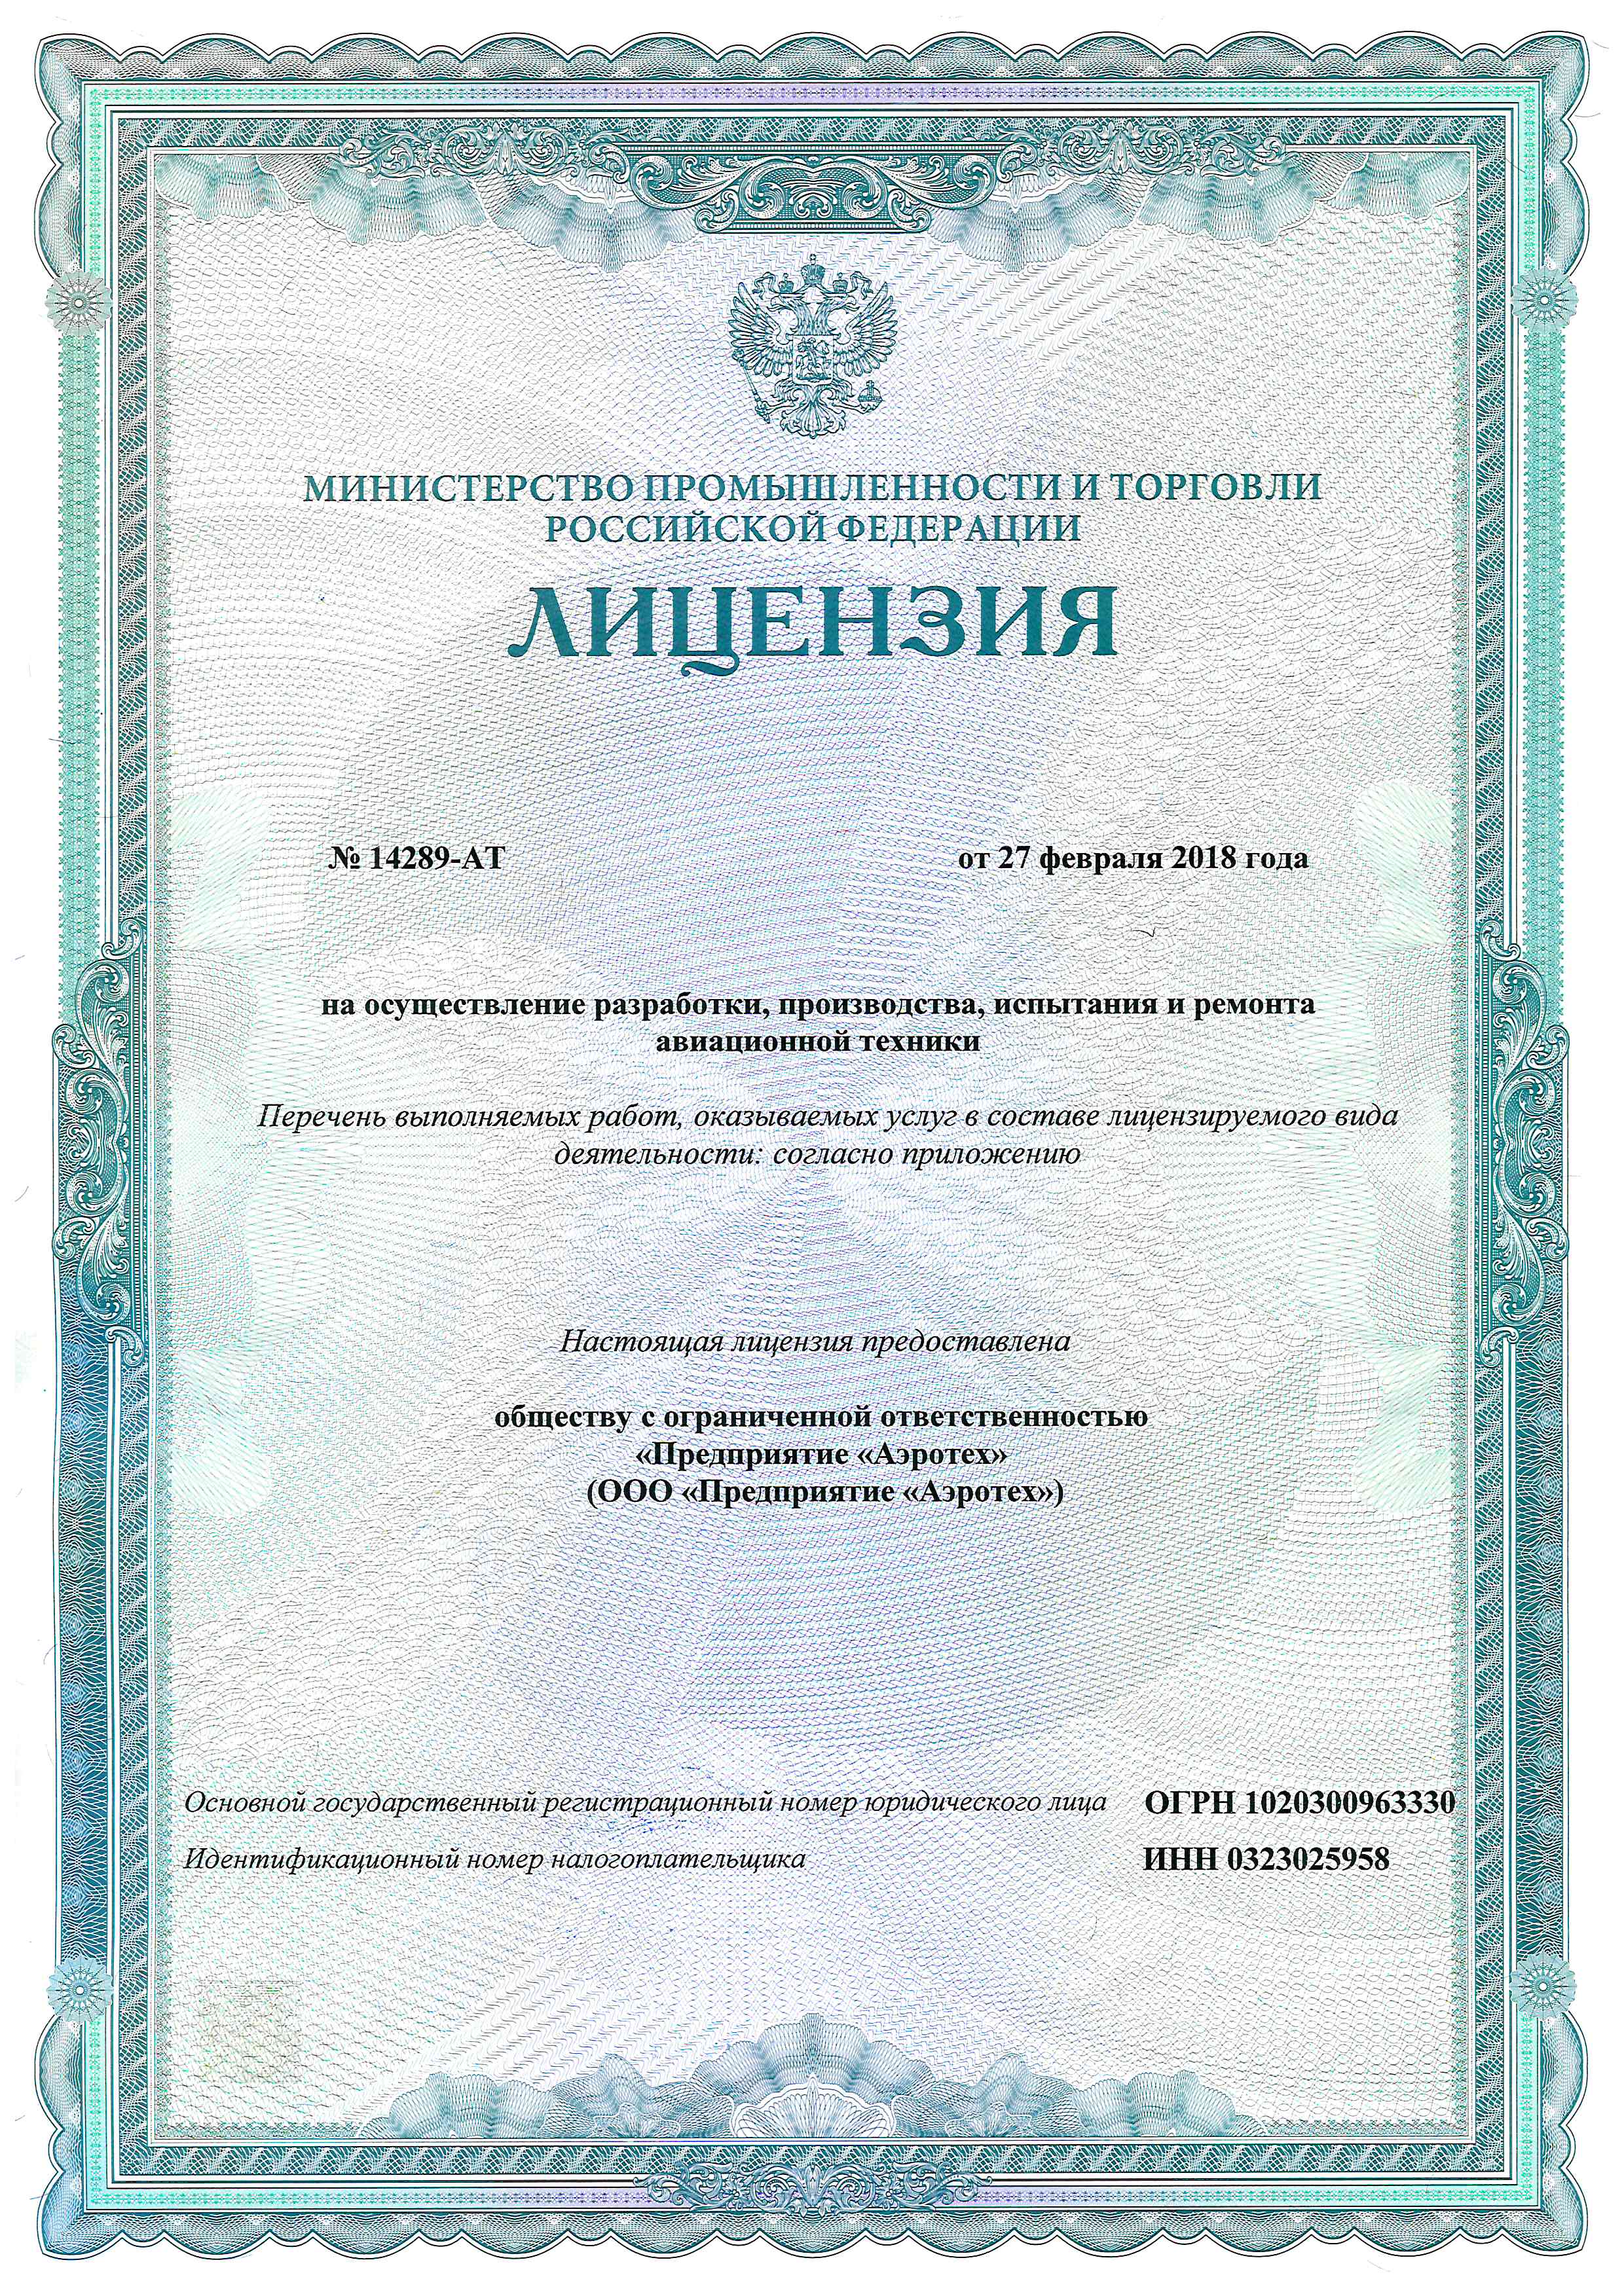 МИНИСТЕРСТВО ПРОМЫШЛЕННОСТИ И ТОРГОВЛИ
РОССИЙСКОЙ ФЕДЕРАЦИИ
ЛИЦЕНЗИЯ
№ 14289-АТ от 27 февраля 2018 года
на осуществление разработки, производства, испытания и ремонта
авиационной техники
Перечень выполняемых работ, оказываемых услуг в составе лицензируемого вида
деятельности: согласно приложению
Настоящая лицензия предоставлена
обществу с ограниченной ответственностью
«Предприятие «Аэротех»
(ООО «Предприятие «Аэротех»)
Основной государственный регистрационный номер юридического лица ОГРН 1020300963330
Идентификационный номер налогоплательщика ИНН 0323025958